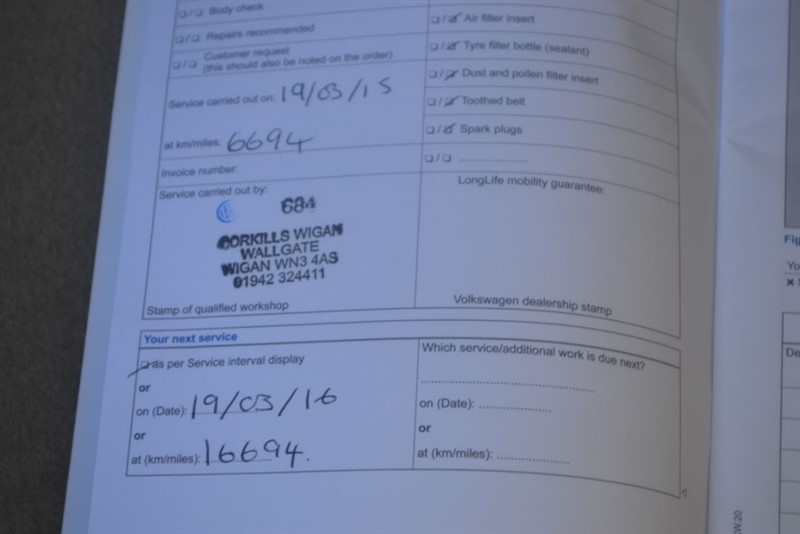 ❏/❏ Body check
❏/❏ Repairs recommended
❏/❏ Customer request
(this should also be noted on the order)
Service carried out on: 19/03/15
at km/miles: 6694
Invoice number:
Service carried out by:
684
CORKILLS WIGAN
WALLGATE
WIGAN WN3 4AS
01942 324411
Stamp of qualified workshop
❏/☑ Air filter insert
❏/☑ Tyre filler bottle (sealant)
❏/☑ Dust and pollen filter insert
❏/☑ Toothed belt
❏/☑ Spark plugs
❏/❏ ....................
LongLife mobility guarantee:
Volkswagen dealership stamp
Your next service
☑ as per Service interval display
or
on (Date): 19/03/16
or
at (km/miles): 16694.
Which service/additional work is due next?
................................................
on (Date): ....................
or
at (km/miles): ....................
Fig
Yo
De